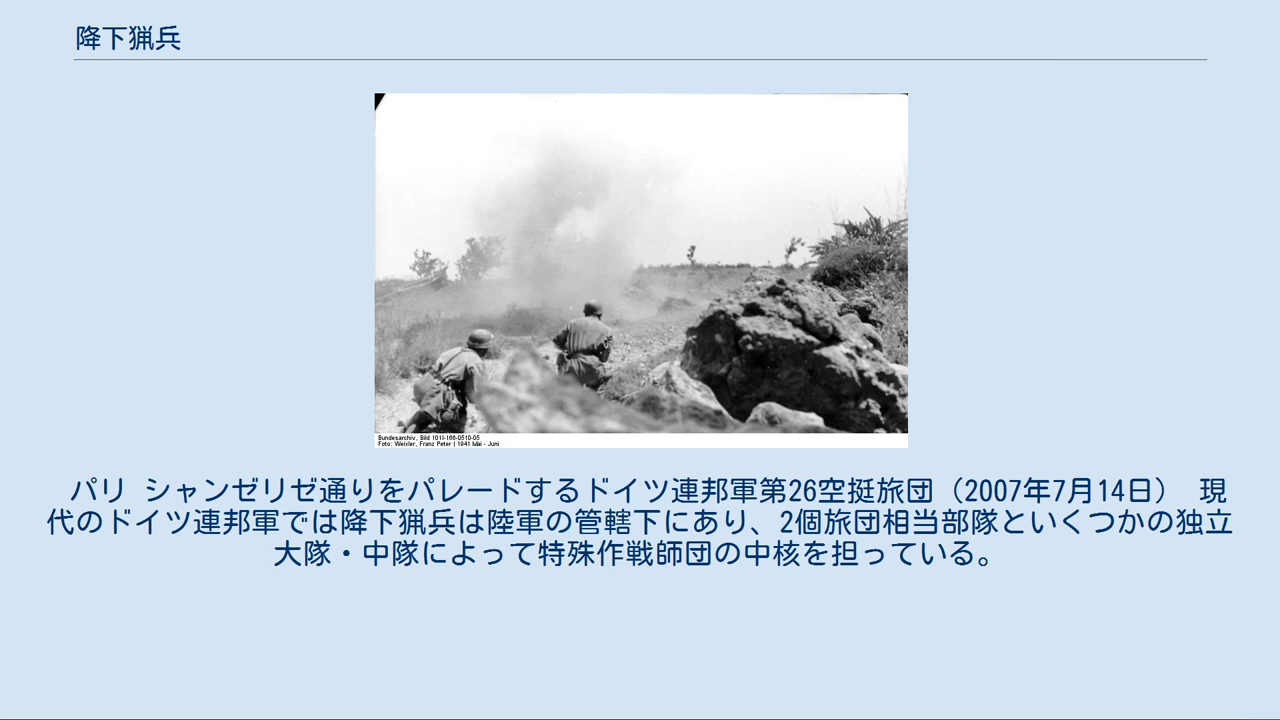 降下猟兵
Bundesarchiv, Bild 101I-166-0510-05
Foto: Weixler, Franz Peter | 1941 Mai - Juni
パリ シャンゼリゼ通りをパレードするドイツ連邦軍第26空挺旅団（2007年7月14日） 現
代のドイツ連邦軍では降下猟兵は陸軍の管轄下にあり、2個旅団相当部隊といくつかの独立
大隊・中隊によって特殊作戦師団の中核を担っている。